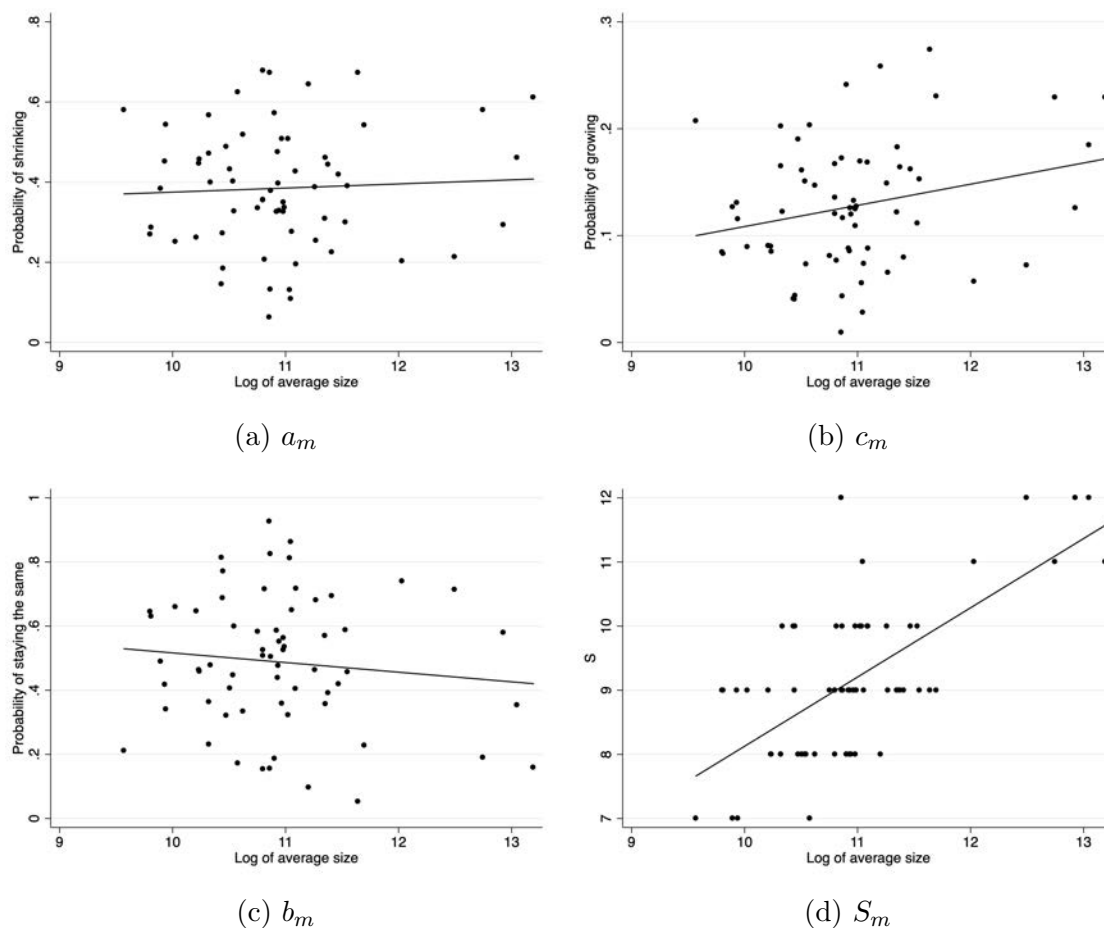 Probability of shrinking
.8
.6
.4
.2
0
9 10 11 12 13
Log of average size
(a) a_m
Probability of growing
0.3
0.2
0.1
0
9 10 11 12 13
Log of average size
(b) c_m
Probability of staying the same
1
.8
.6
.4
.2
0
9 10 11 12 13
Log of average size
(c) b_m
S
12
11
10
9
8
7
9 10 11 12 13
Log of average size
(d) S_m